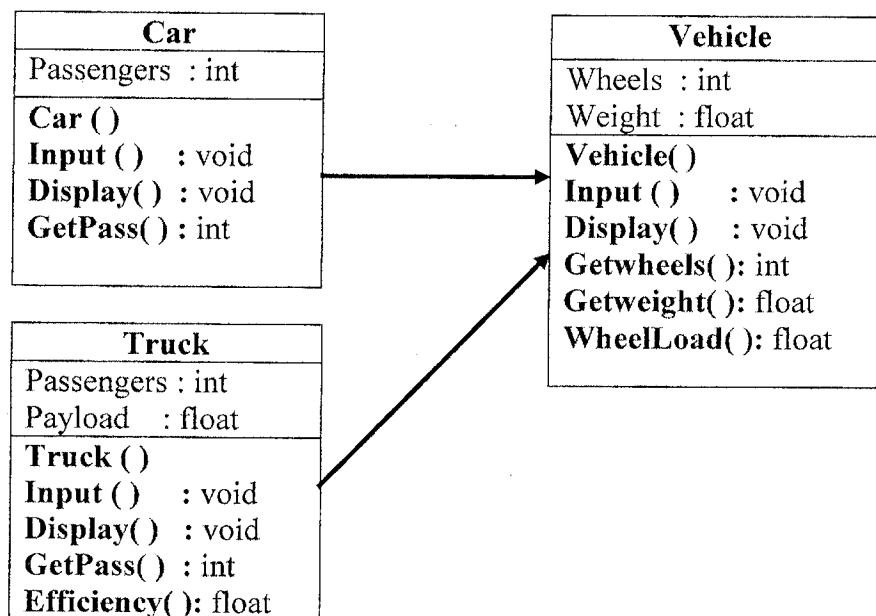 Car
Passengers : int
Car ( )
Input ( ) : void
Display( ) : void
GetPass( ) : int
Vehicle
Wheels : int
Weight : float
Vehicle( )
Input ( ) : void
Display( ) : void
Getwheels( ): int
Getweight( ): float
WheelLoad( ): float
Truck
Passengers : int
Payload : float
Truck ( )
Input ( ) : void
Display( ) : void
GetPass( ) : int
Efficiency( ): float